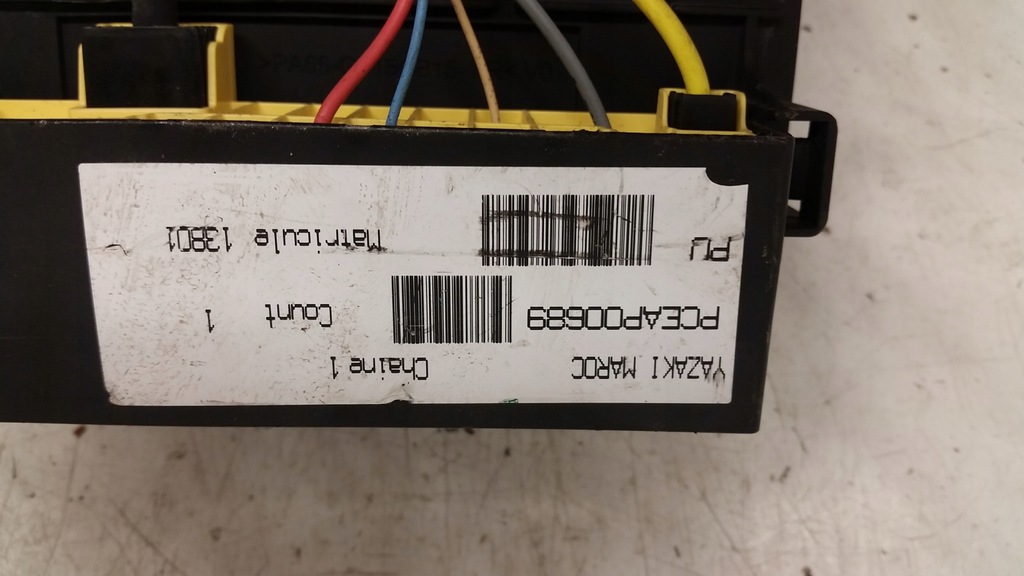 YAZAKI MAROC Chaine 1
PCEAP00689 Count 1
PU Matricule 13801